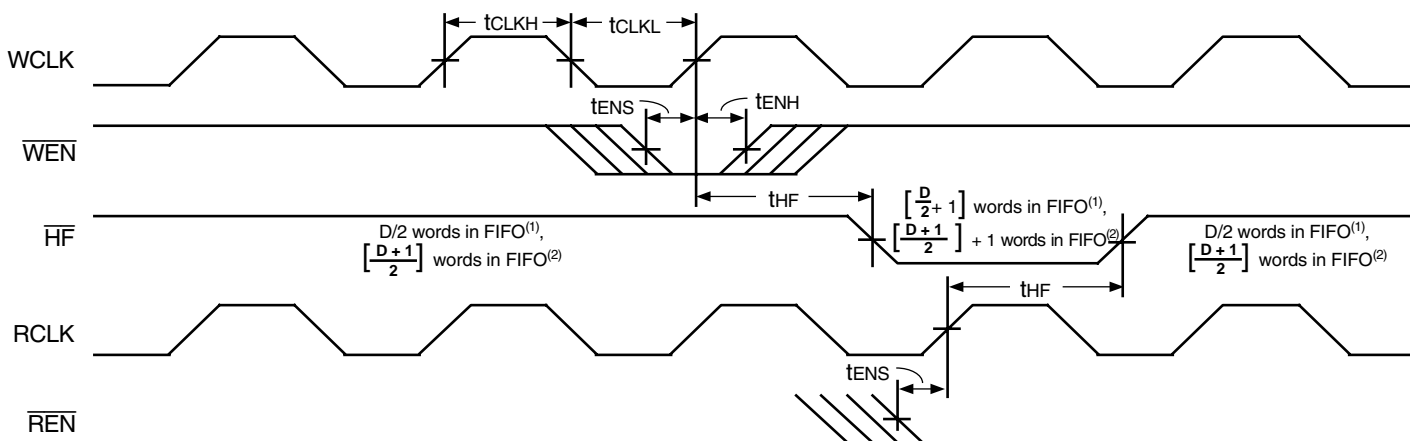 tCLKH
tCLKL
WCLK
tENS
tENH
WEN
tHF
HF
D/2 words in FIFO(1),
[D + 1/2] words in FIFO(2)
[D/2 + 1] words in FIFO(1),
[D + 1/2] + 1 words in FIFO(2)
D/2 words in FIFO(1),
[D + 1/2] words in FIFO(2)
tHF
RCLK
tENS
REN